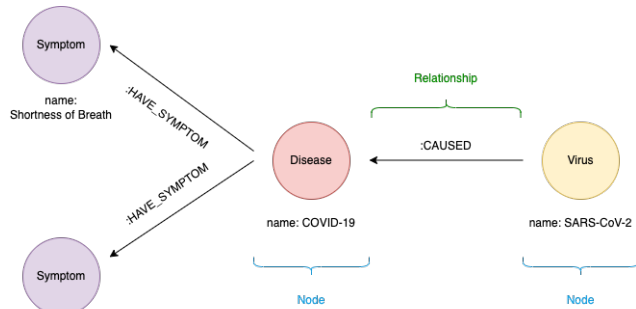 Symptom
name:
Shortness of Breath
:HAVE_SYMPTOM
:HAVE_SYMPTOM
Symptom
Relationship
Disease
:CAUSED
Virus
name: COVID-19
name: SARS-CoV-2
Node
Node